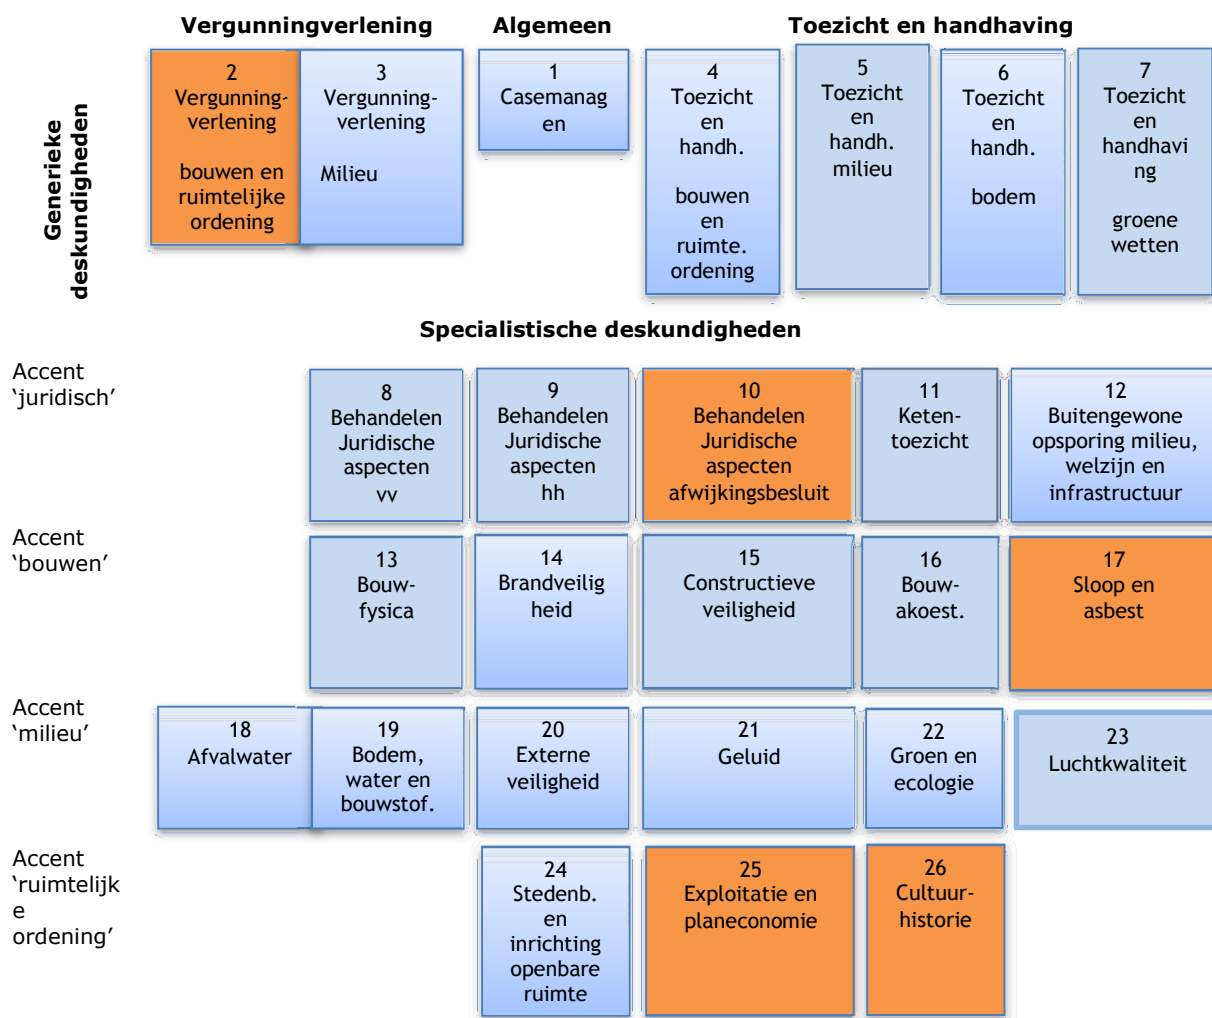 Vergunningverlening
Algemeen
Toezicht en handhaving
Generieke
deskundigheden
2
Vergunning-
verlening
bouwen en
ruimtelijke
ordening
3
Vergunning-
verlening
Milieu
1
Casemanag
en
4
Toezicht
en
handh.
bouwen
en
ruimte.
ordening
5
Toezicht
en
handh.
milieu
6
Toezicht
en
handh.
bodem
7
Toezicht
en
handhavi
ng
groene
wetten
Specialistische deskundigheden
Accent
‘juridisch’
8
Behandelen
Juridische
aspecten
vv
9
Behandelen
Juridische
aspecten
hh
10
Behandelen
Juridische
aspecten
afwijkingsbesluit
11
Keten-
toezicht
12
Buitengewone
opsporing milieu,
welzijn en
infrastructuur
Accent
‘bouwen’
13
Bouw-
fysica
14
Brandveilig
heid
15
Constructieve
veiligheid
16
Bouw-
akoest.
17
Sloop en
asbest
Accent
‘milieu’
18
Afvalwater
19
Bodem,
water en
bouwstof.
20
Externe
veiligheid
21
Geluid
22
Groen en
ecologie
23
Luchtkwaliteit
Accent
‘ruimtelijk
e
ordening’
24
Stedenb.
en
inrichting
openbare
ruimte
25
Exploitatie en
planeconomie
26
Cultuur-
historie